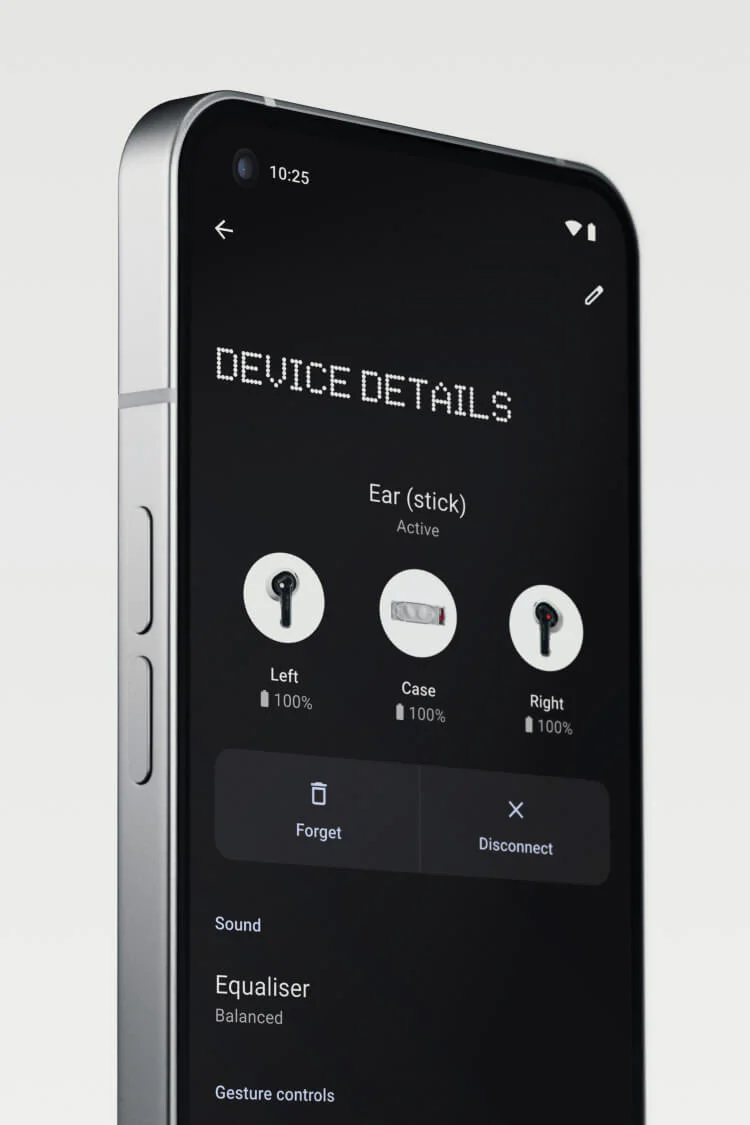 10:25
DEVICE DETAILS
Ear (stick)
Active
Left
Case
Right
100%
100%
100%
Forget
Disconnect
Sound
Equaliser
Balanced
Gesture controls